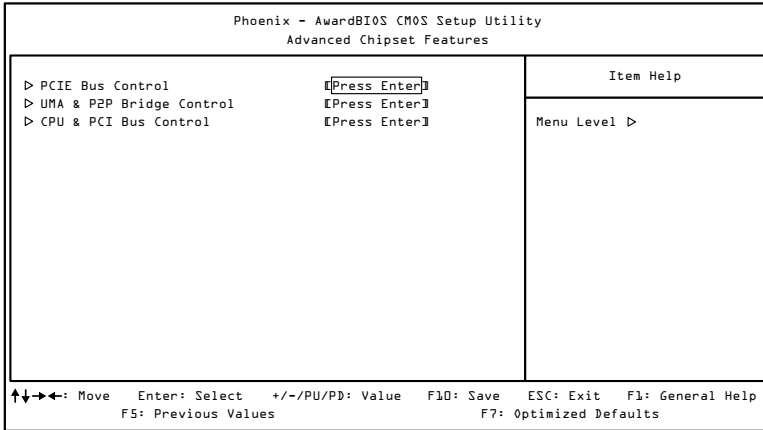 Phoenix - AwardBIOS CMOS Setup Utility
Advanced Chipset Features
▷ PCIE Bus Control [Press Enter]
▷ UMA & P2P Bridge Control [Press Enter]
▷ CPU & PCI Bus Control [Press Enter]
Item Help
Menu Level ▷
↑↓→←: Move Enter: Select +/-/PU/PD: Value F10: Save ESC: Exit F1: General Help
F5: Previous Values F7: Optimized Defaults